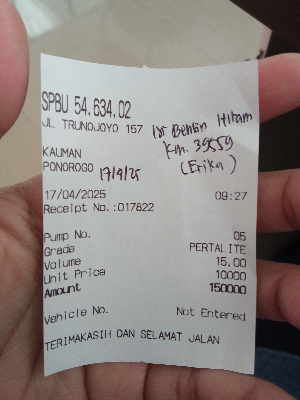 SPBU 54.634.02
JL. TRUNOJOYO 157
Isi Bensin Hitam
Km. 39559
(Erika)
KAUMAN
PONOROGO
17/4/25
17/04/2025 09:27
Receipt No.:017822
Pump No. 05
Grade PERTALITE
Volume 15.00
Unit Price 10000
Amount 150000
Vehicle No. Not Entered
TERIMAKASIH DAN SELAMAT JALAN